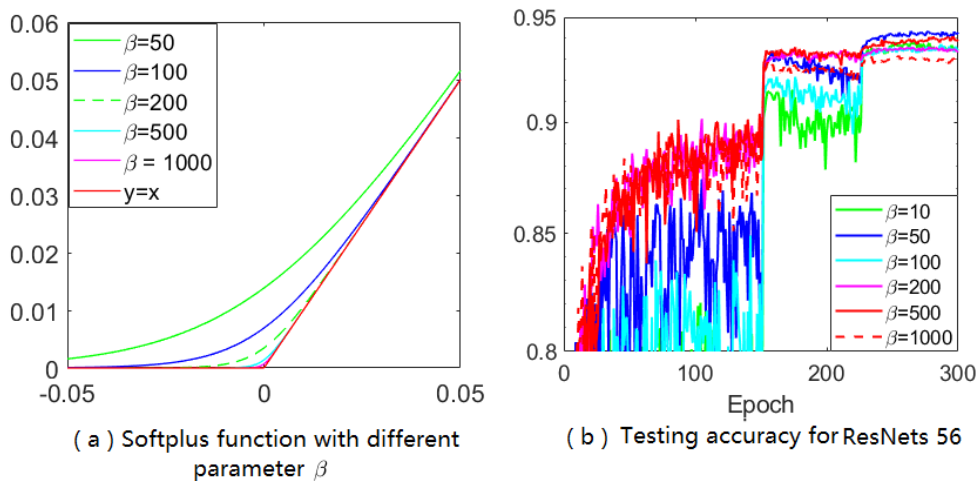 0.06
0.05
0.04
0.03
0.02
0.01
0
-0.05
0
0.05
β=50
β=100
β=200
β=500
β = 1000
y=x
( a ) Softplus function with different
parameter β
0.95
0.9
0.85
0.8
0
100
200
300
Epoch
β=10
β=50
β=100
β=200
β=500
β=1000
( b ) Testing accuracy for ResNets 56